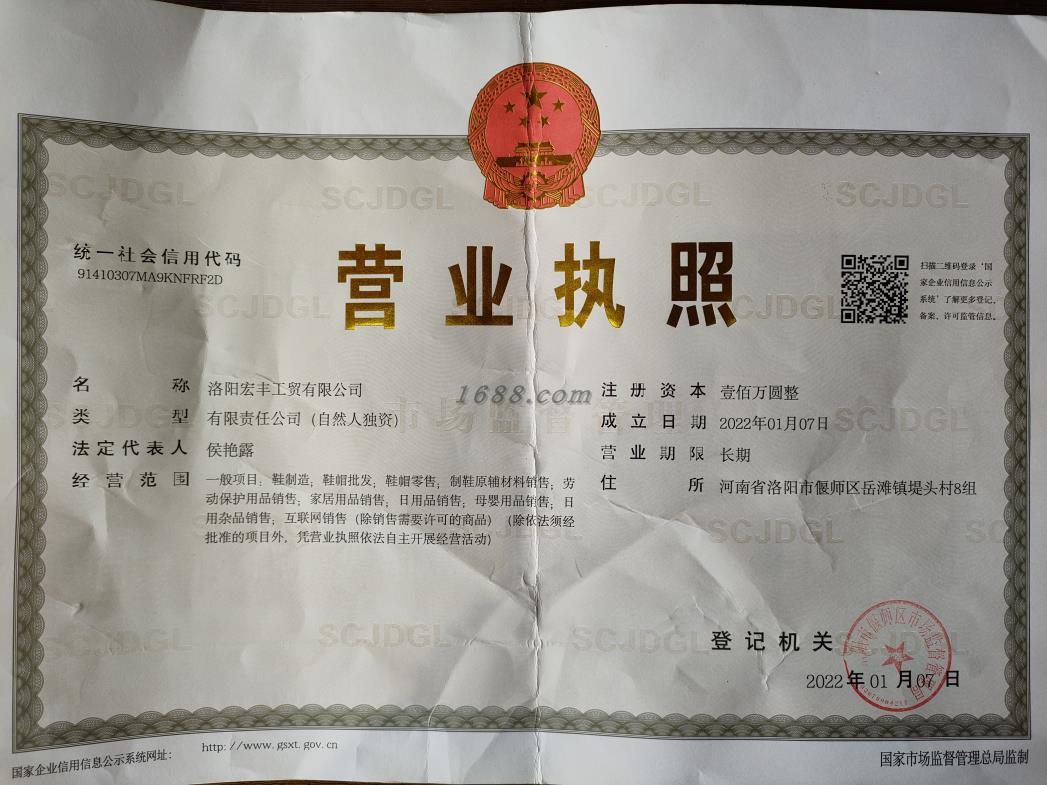 SCJDGL SCJDGL SCJDGL SCJDGL
统一社会信用代码
91410307MA9KNFRF2D
营业执照
扫描二维码登录'国
家企业信用信息公示
系统'了解更多登记、
备案、许可监管信息。
名称 洛阳宏丰工贸有限公司
类型 有限责任公司（自然人独资）
法定代表人 侯艳露
经营范围 一般项目：鞋制造；鞋帽批发；鞋帽零售；制鞋原辅材料销售；劳
动保护用品销售；家居用品销售；日用品销售；母婴用品销售；日
用杂品销售；互联网销售（除销售需要许可的商品）（除依法须经
批准的项目外，凭营业执照依法自主开展经营活动）
1688.com
注册资本 壹佰万圆整
成立日期 2022年01月07日
营业期限 长期
住所 河南省洛阳市偃师区岳滩镇堤头村8组
登记机关
2022年01月07日
国家企业信用信息公示系统网址：
http://www.gsxt.gov.cn
国家市场监督管理总局监制